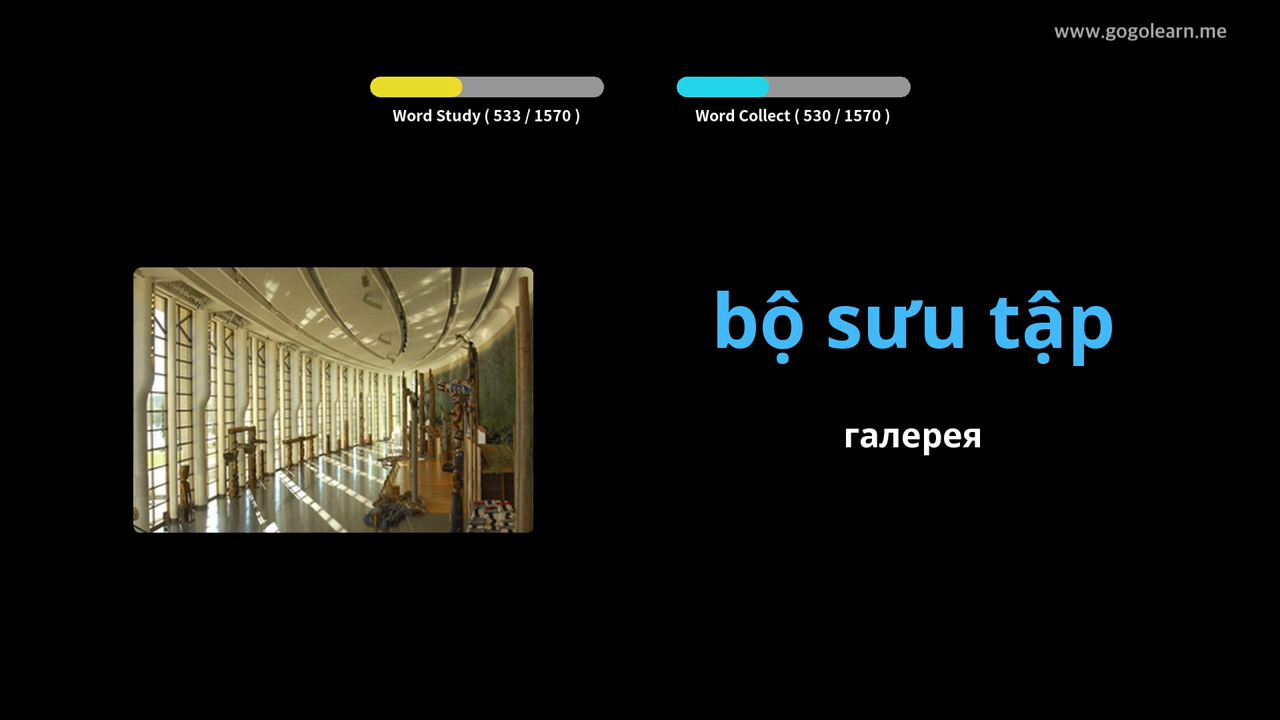 www.gogolearn.me
Word Study ( 533 / 1570 )
Word Collect ( 530 / 1570 )
bộ sưu tập
галерея